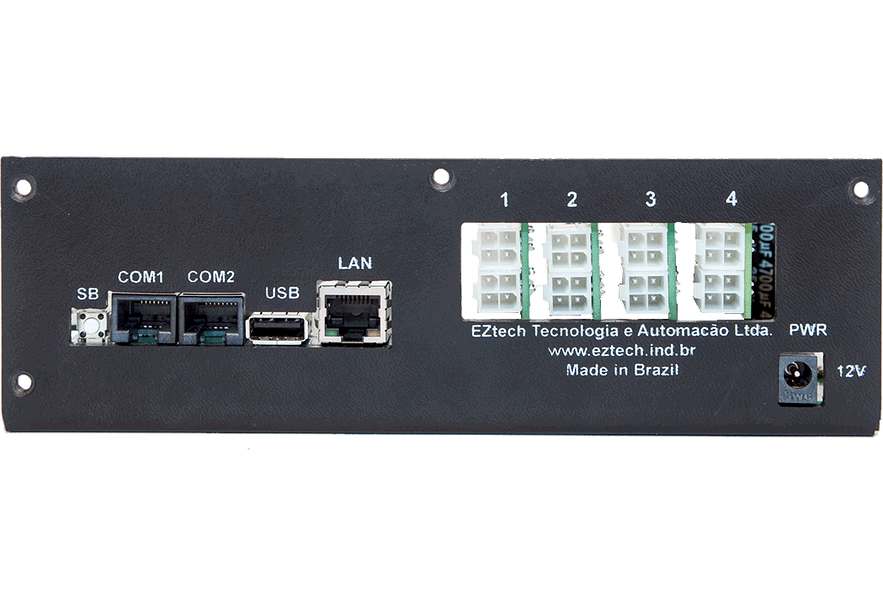 1 2 3 4
LAN
COM1 COM2
SB USB
EZtech Tecnologia e Automacão Ltda.
PWR
www.eztech.ind.br
Made in Brazil
12V
4700µF